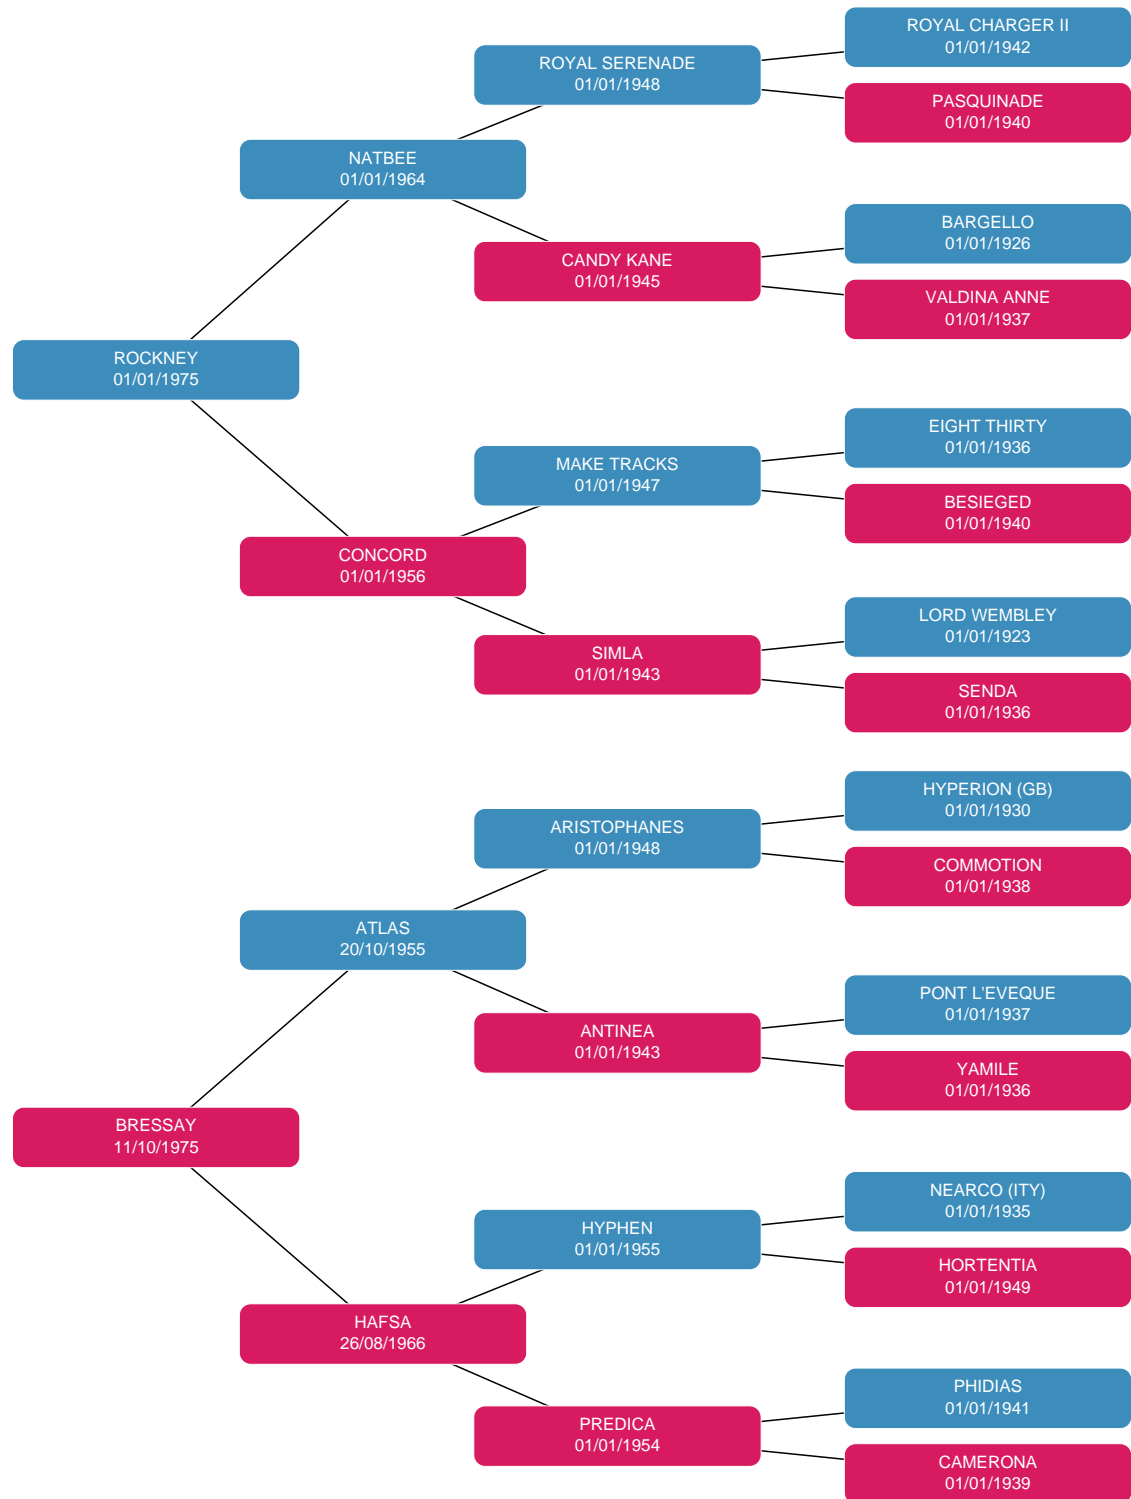 ROYAL CHARGER II
01/01/1942
ROYAL SERENADE
01/01/1948
PASQUINADE
01/01/1940
NATBEE
01/01/1964
BARGELLO
01/01/1926
CANDY KANE
01/01/1945
VALDINA ANNE
01/01/1937
ROCKNEY
01/01/1975
EIGHT THIRTY
01/01/1936
MAKE TRACKS
01/01/1947
BESIEGED
01/01/1940
CONCORD
01/01/1956
LORD WEMBLEY
01/01/1923
SIMLA
01/01/1943
SENDA
01/01/1936
HYPERION (GB)
01/01/1930
ARISTOPHANES
01/01/1948
COMMOTION
01/01/1938
ATLAS
20/10/1955
PONT L'EVEQUE
01/01/1937
ANTINEA
01/01/1943
YAMILE
01/01/1936
BRESSAY
11/10/1975
NEARCO (ITY)
01/01/1935
HYPHEN
01/01/1955
HORTENTIA
01/01/1949
HAFSA
26/08/1966
PHIDIAS
01/01/1941
PREDICA
01/01/1954
CAMERONA
01/01/1939